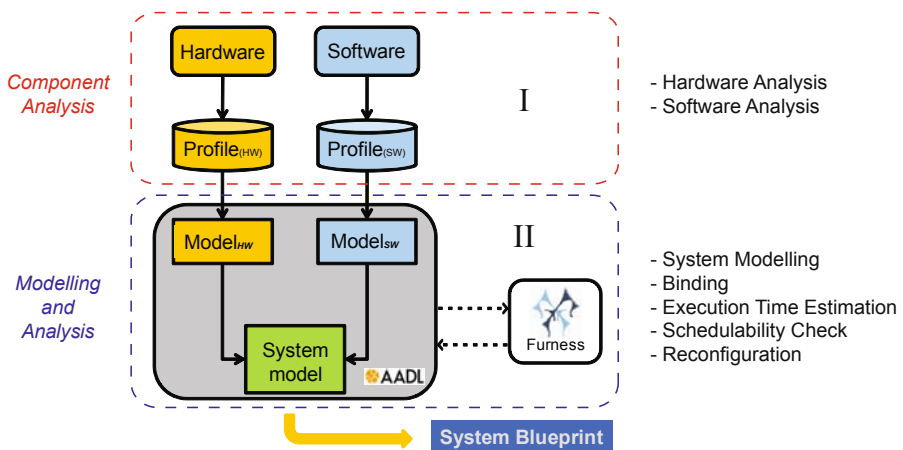 Hardware
Software
Component
Analysis
I
- Hardware Analysis
- Software Analysis
Profile(HW)
Profile(SW)
ModelHW
ModelSW
II
Modelling
and
Analysis
- System Modelling
- Binding
- Execution Time Estimation
- Schedulability Check
- Reconfiguration
Furness
System
model
AADL
System Blueprint